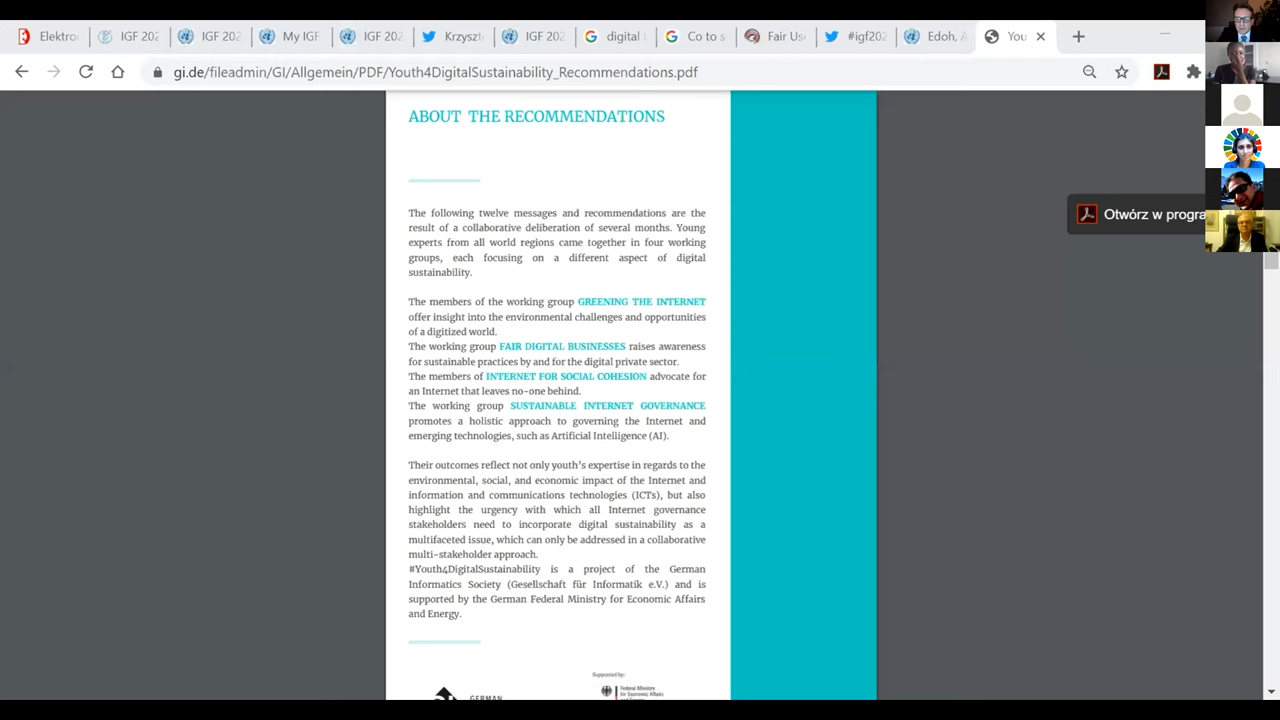 Elektro
IGF 202
IGF 202
My IGF
IGF 202
Krzyszt
IGF 202
digital
Co to s
Fair Us
#igf202
Edoh, A
You
gi.de/fileadmin/GI/Allgemein/PDF/Youth4DigitalSustainability_Recommendations.pdf
Otwórz w progra
ABOUT THE RECOMMENDATIONS
The following twelve messages and recommendations are the
result of a collaborative deliberation of several months. Young
experts from all world regions came together in four working
groups, each focusing on a different aspect of digital
sustainability.
The members of the working group GREENING THE INTERNET
offer insight into the environmental challenges and opportunities
of a digitized world.
The working group FAIR DIGITAL BUSINESSES raises awareness
for sustainable practices by and for the digital private sector.
The members of INTERNET FOR SOCIAL COHESION advocate for
an Internet that leaves no-one behind.
The working group SUSTAINABLE INTERNET GOVERNANCE
promotes a holistic approach to governing the Internet and
emerging technologies, such as Artificial Intelligence (AI).
Their outcomes reflect not only youth's expertise in regards to the
environmental, social, and economic impact of the Internet and
information and communications technologies (ICTs), but also
highlight the urgency with which all Internet governance
stakeholders need to incorporate digital sustainability as a
multifaceted issue, which can only be addressed in a collaborative
multi-stakeholder approach.
#Youth4DigitalSustainability is a project of the German
Informatics Society (Gesellschaft für Informatik e.V.) and is
supported by the German Federal Ministry for Economic Affairs
and Energy.
Supported by:
GERMAN
Federal Ministry
for Economic Affairs